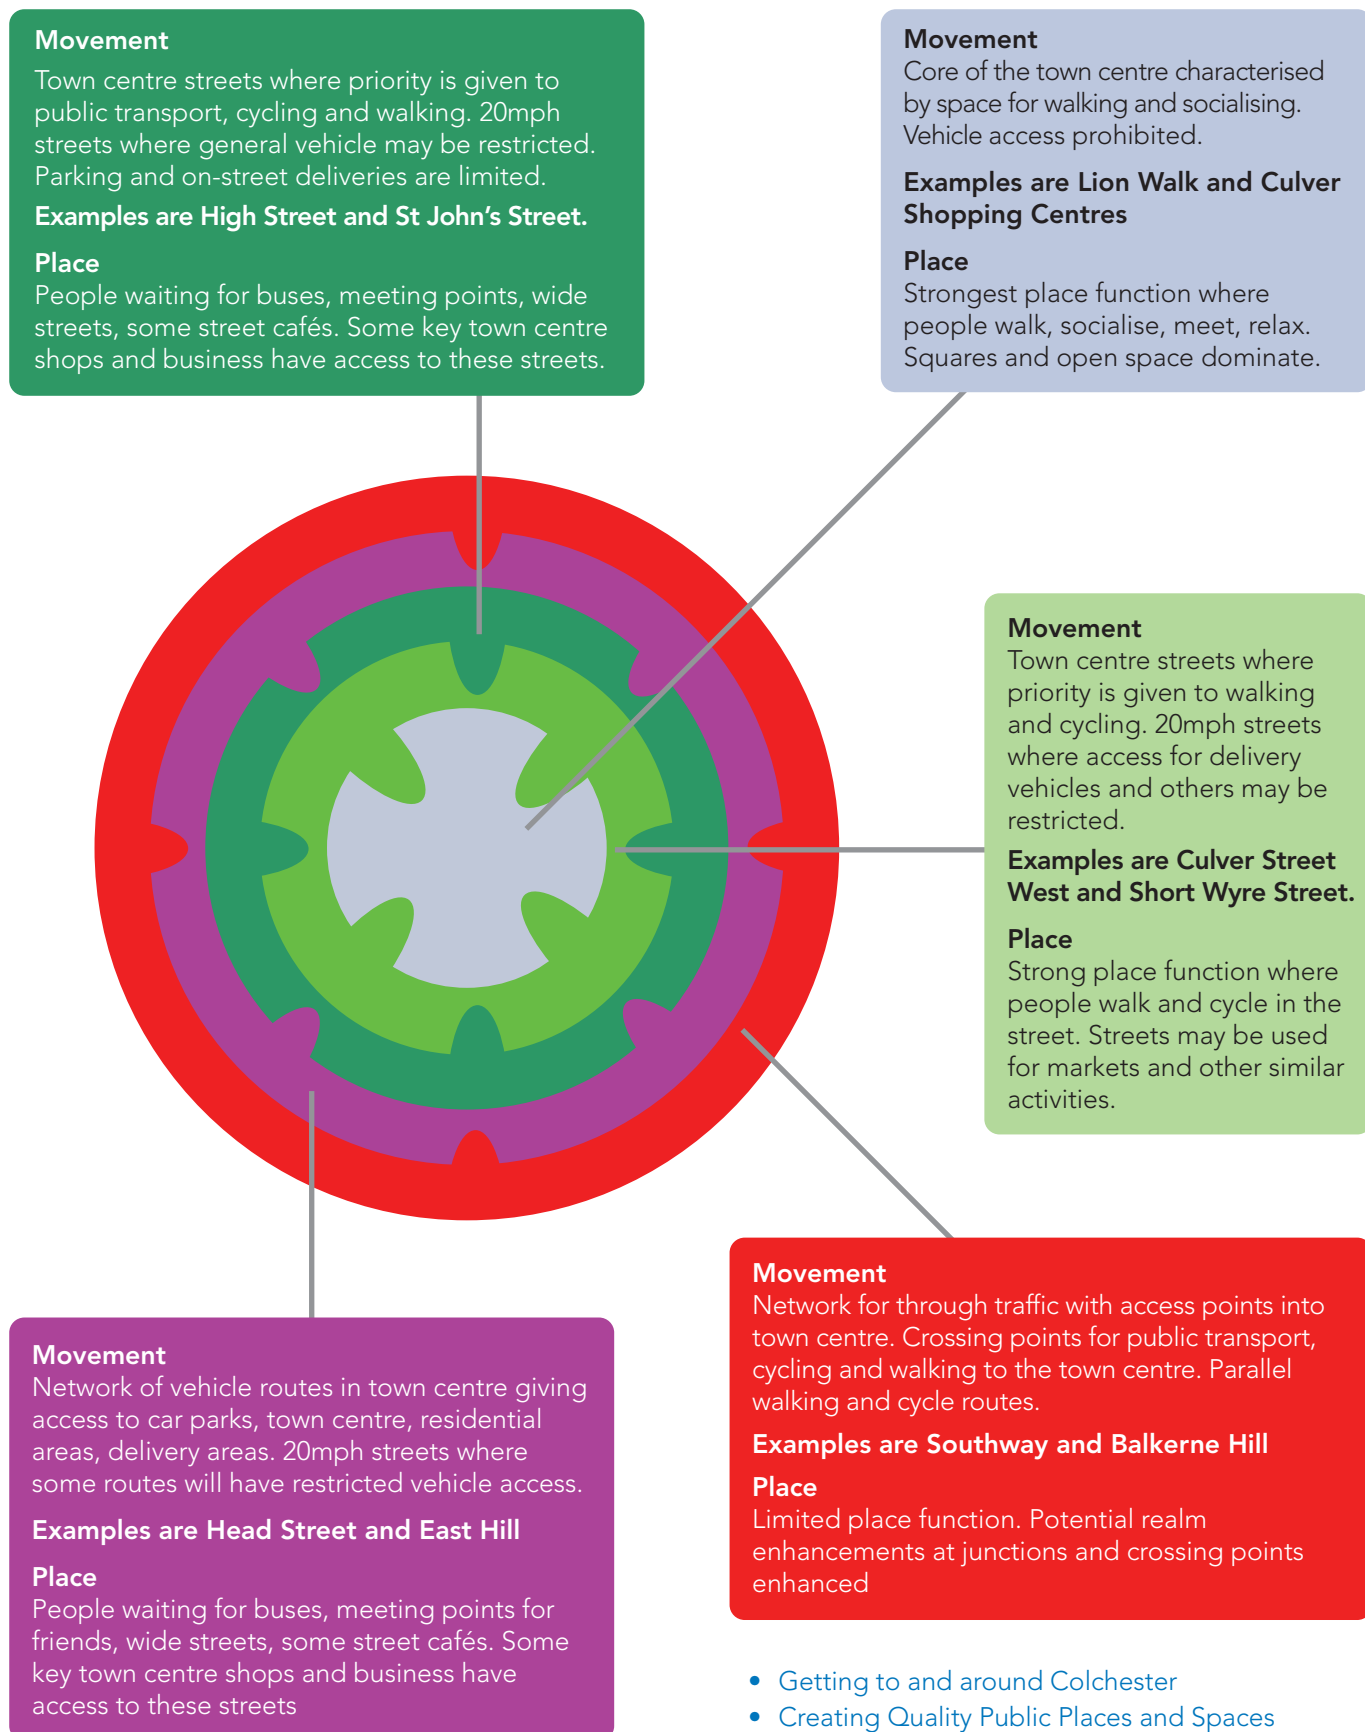 Movement
Town centre streets where priority is given to
public transport, cycling and walking. 20mph
streets where general vehicle may be restricted.
Parking and on-street deliveries are limited.
Examples are High Street and St John's Street.
Place
People waiting for buses, meeting points, wide
streets, some street cafés. Some key town centre
shops and business have access to these streets.
Movement
Core of the town centre characterised
by space for walking and socialising.
Vehicle access prohibited.
Examples are Lion Walk and Culver
Shopping Centres
Place
Strongest place function where
people walk, socialise, meet, relax.
Squares and open space dominate.
Movement
Town centre streets where
priority is given to walking
and cycling. 20mph streets
where access for delivery
vehicles and others may be
restricted.
Examples are Culver Street
West and Short Wyre Street.
Place
Strong place function where
people walk and cycle in the
street. Streets may be used
for markets and other similar
activities.
Movement
Network of vehicle routes in town centre giving
access to car parks, town centre, residential
areas, delivery areas. 20mph streets where
some routes will have restricted vehicle access.
Examples are Head Street and East Hill
Place
People waiting for buses, meeting points for
friends, wide streets, some street cafés. Some
key town centre shops and business have
access to these streets
Movement
Network for through traffic with access points into
town centre. Crossing points for public transport,
cycling and walking to the town centre. Parallel
walking and cycle routes.
Examples are Southway and Balkerne Hill
Place
Limited place function. Potential realm
enhancements at junctions and crossing points
enhanced
• Getting to and around Colchester
• Creating Quality Public Places and Spaces